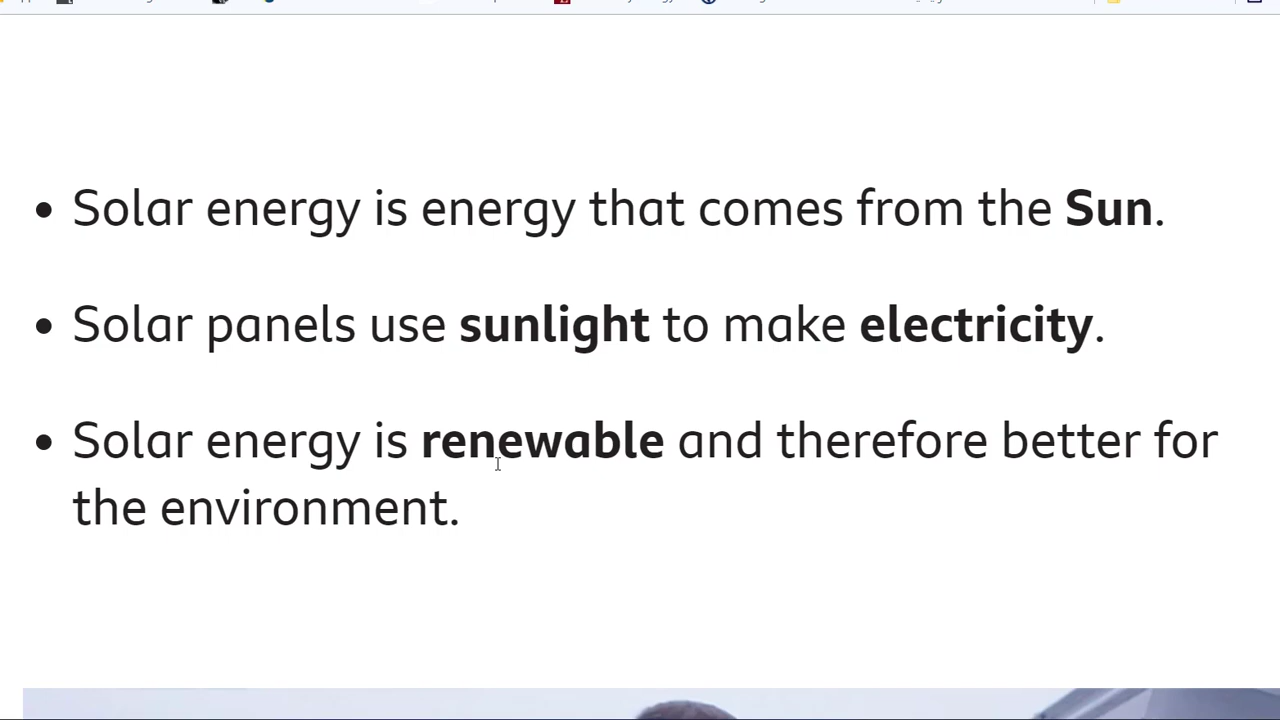 • Solar energy is energy that comes from the Sun.
• Solar panels use sunlight to make electricity.
• Solar energy is renewable and therefore better for
the environment.